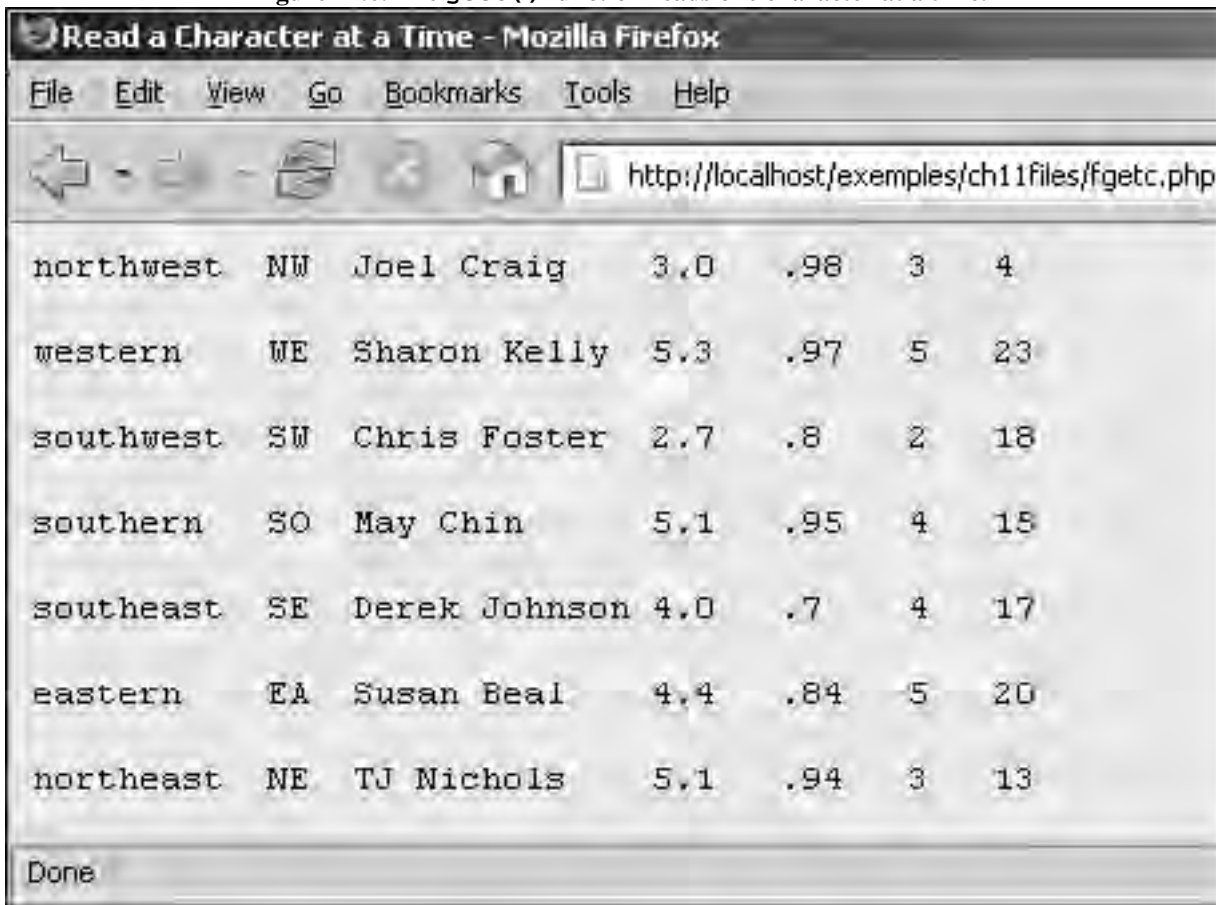 Read a Character at a Time - Mozilla Firefox
File Edit View Go Bookmarks Tools Help
http://localhost/exemples/ch11files/fgetc.php
northwest NW Joel Craig 3.0 .98 3 4
western WE Sharon Kelly 5.3 .97 5 23
southwest SW Chris Foster 2.7 .8 2 18
southern SO May Chin 5.1 .95 4 15
southeast SE Derek Johnson 4.0 .7 4 17
eastern EA Susan Beal 4.4 .84 5 20
northeast NE TJ Nichols 5.1 .94 3 13
Done